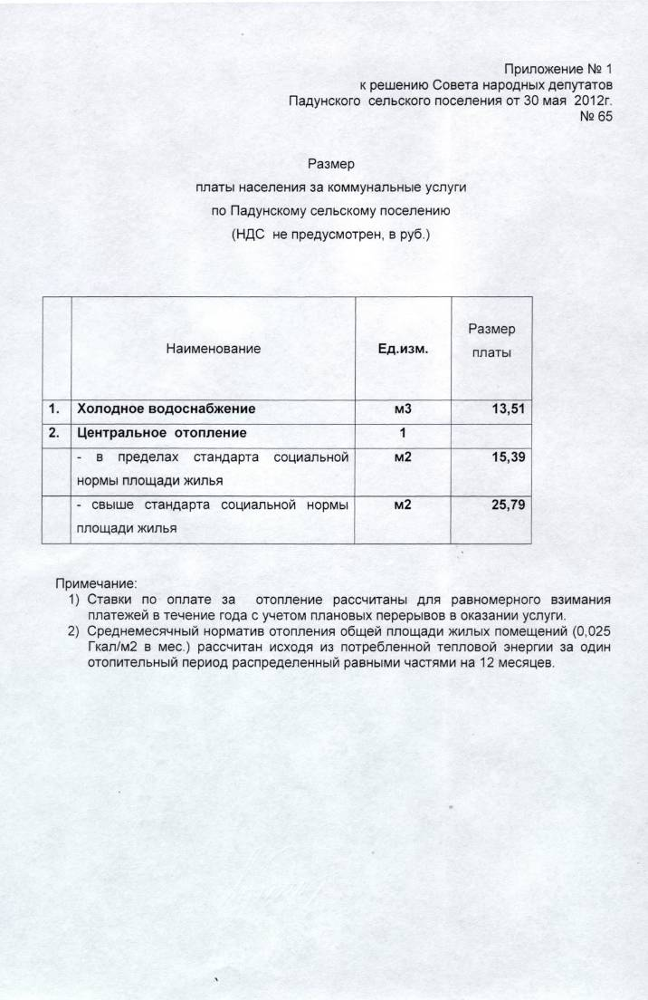 Приложение № 1
к решению Совета народных депутатов
Падунского сельского поселения от 30 мая 2012г.
№ 65
Размер
платы населения за коммунальные услуги
по Падунскому сельскому поселению
(НДС не предусмотрен, в руб.)
Наименование Ед.изм. Размер платы
1. Холодное водоснабжение м3 13,51
2. Центральное отопление 1
- в пределах стандарта социальной м2 15,39
нормы площади жилья
- свыше стандарта социальной нормы м2 25,79
площади жилья
Примечание:
1) Ставки по оплате за отопление рассчитаны для равномерного взимания
платежей в течение года с учетом плановых перерывов в оказании услуги.
2) Среднемесячный норматив отопления общей площади жилых помещений (0,025
Гкал/м2 в мес.) рассчитан исходя из потребленной тепловой энергии за один
отопительный период распределенный равными частями на 12 месяцев.